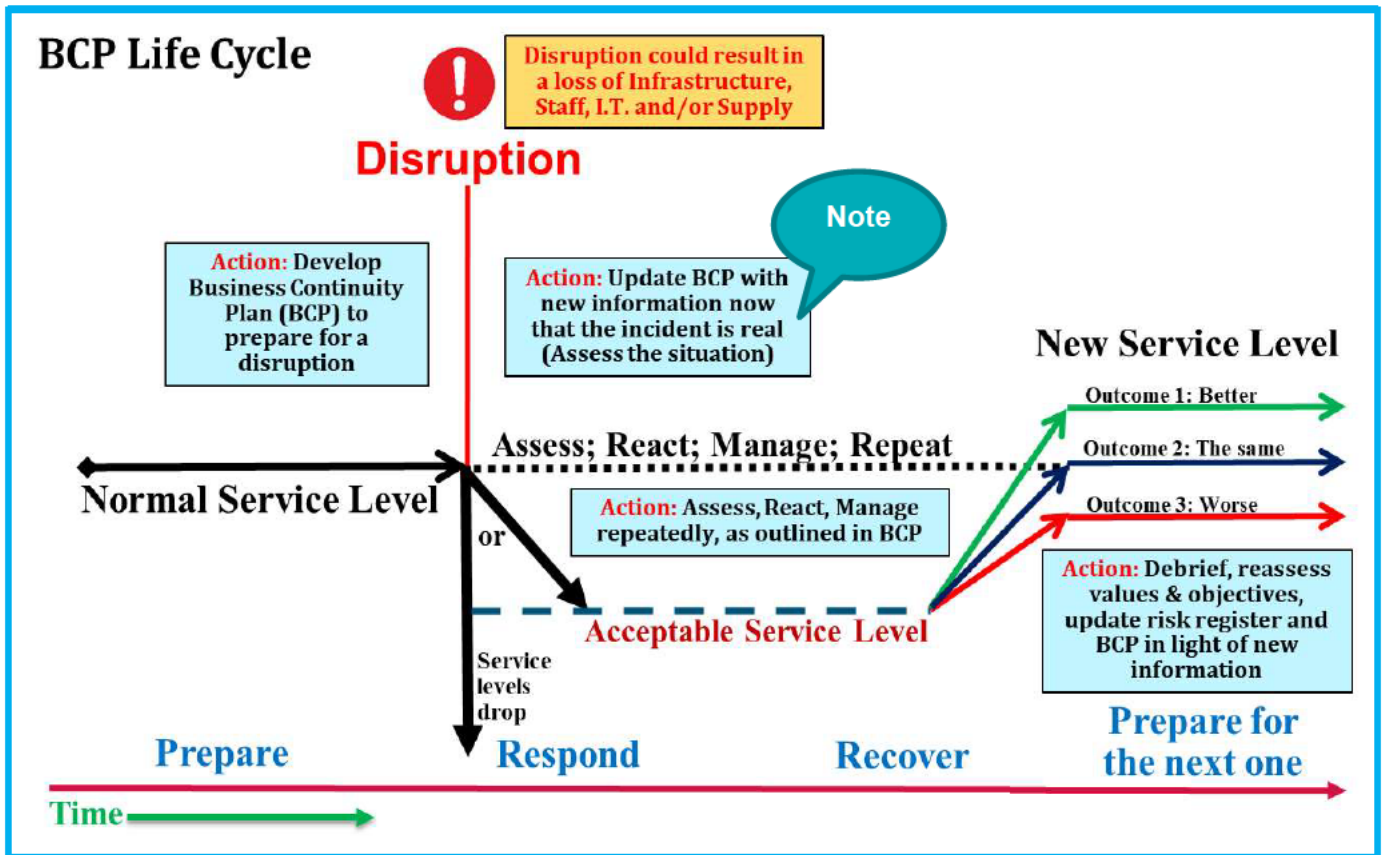 BCP Life Cycle
Disruption could result in
a loss of Infrastructure,
Staff, I.T. and/or Supply
Disruption
Note
Action: Develop
Business Continuity
Plan (BCP) to
prepare for a
disruption
Action: Update BCP with
new information now
that the incident is real
(Assess the situation)
New Service Level
Outcome 1: Better
Assess; React; Manage; Repeat
Outcome 2: The same
Normal Service Level
Action: Assess, React, Manage
repeatedly, as outlined in BCP
Outcome 3: Worse
or
Acceptable Service Level
Action: Debrief, reassess
values & objectives,
update risk register and
BCP in light of new
information
Service
levels
drop
Prepare
Respond
Recover
Prepare for
the next one
Time